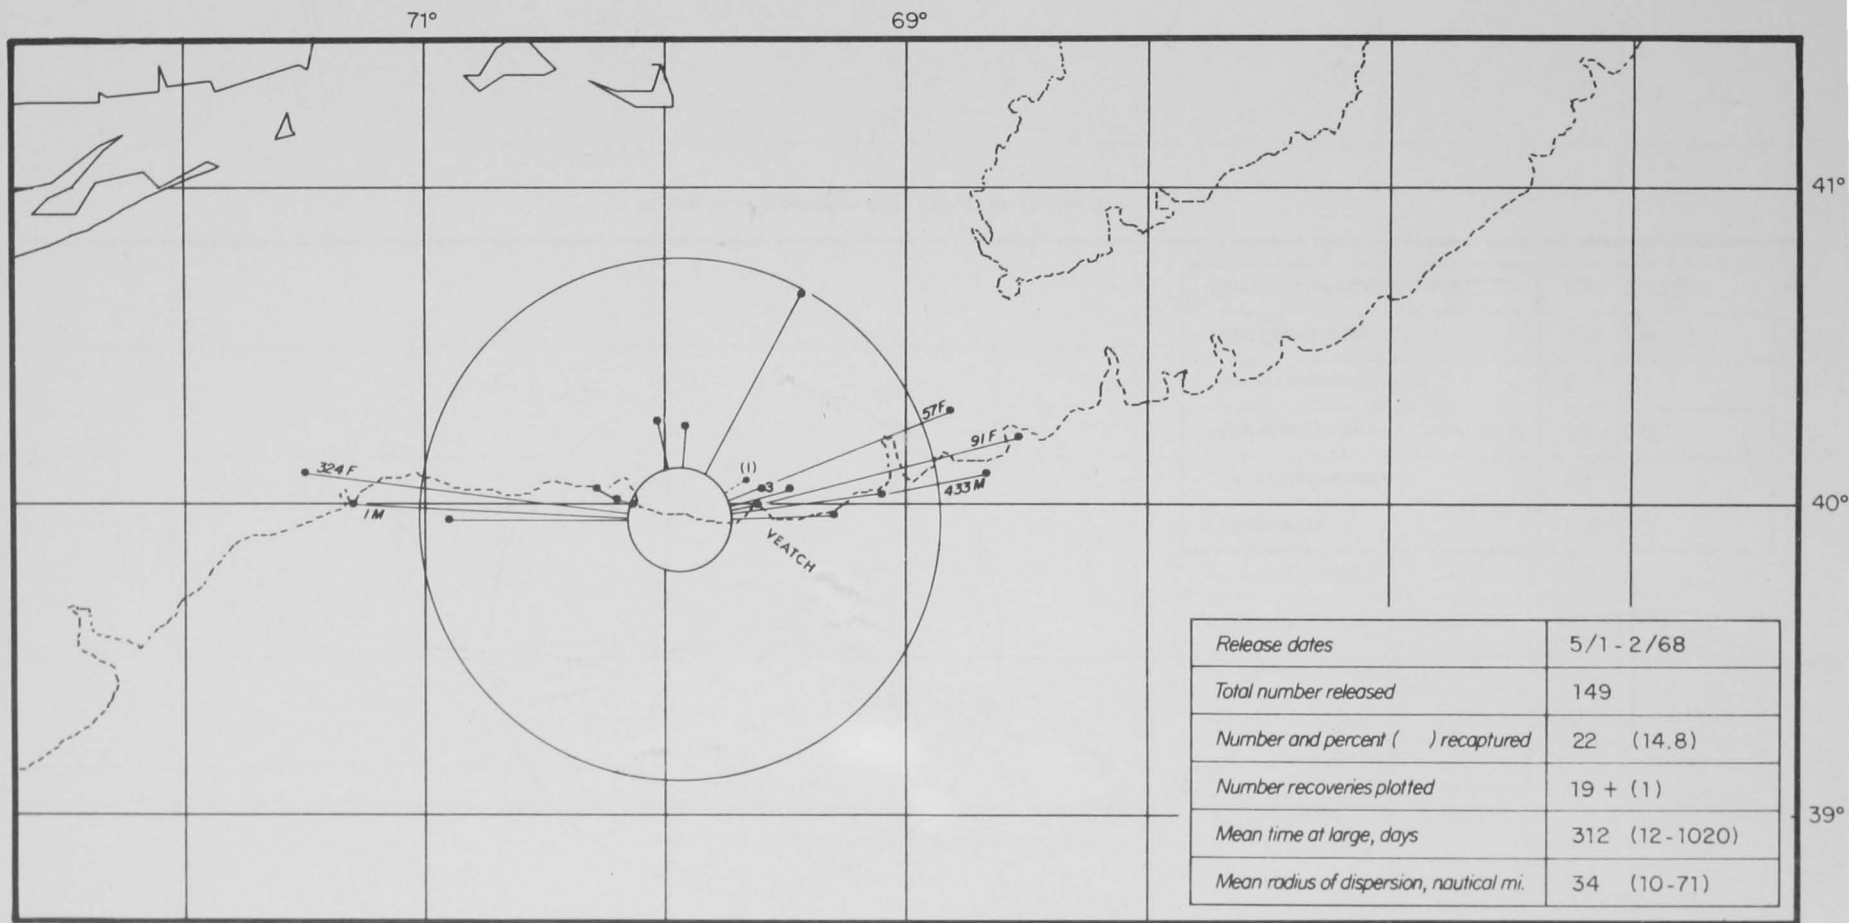 71° 69°
41°
57F
91 F
(1)
324 F
3
433 M
40°
1 M
VEATCH
Release dates 5/1 - 2/68
Total number released 149
Number and percent ( ) recaptured 22 (14.8)
Number recoveries plotted 19 + (1)
39°
Mean time at large, days 312 (12-1020)
Mean radius of dispersion, nautical mi. 34 (10-71)